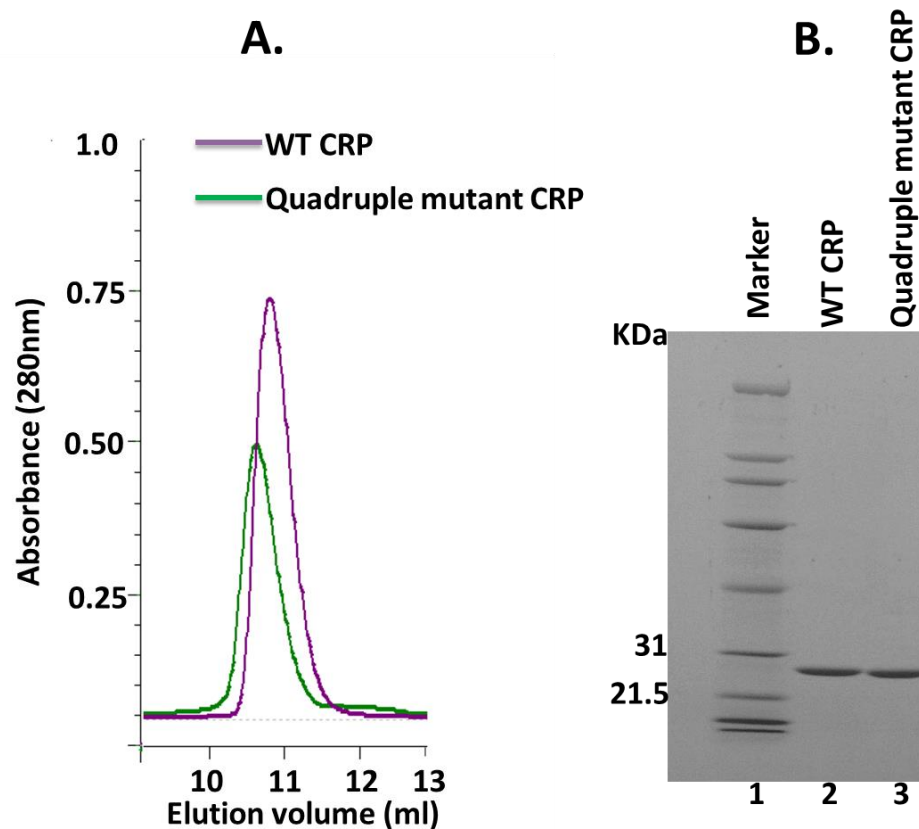 A.
1.0
0.75
0.50
0.25
Absorbance (280nm)
WT CRP
Quadruple mutant CRP
10 11 12 13
Elution volume (ml)
B.
Marker
WT CRP
Quadruple mutant CRP
KDa
31
21.5
1 2 3